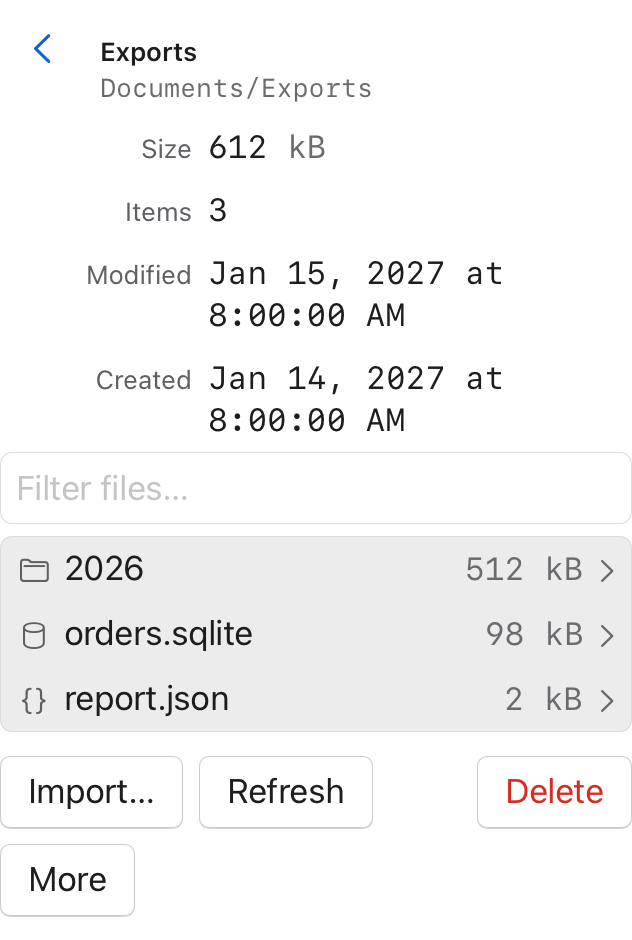 Exports
Documents/Exports
Size 612 kB
Items 3
Modified Jan 15, 2027 at
8:00:00 AM
Created Jan 14, 2027 at
8:00:00 AM
Filter files...
2026 512 kB
orders.sqlite 98 kB
{} report.json 2 kB
Import... Refresh Delete
More